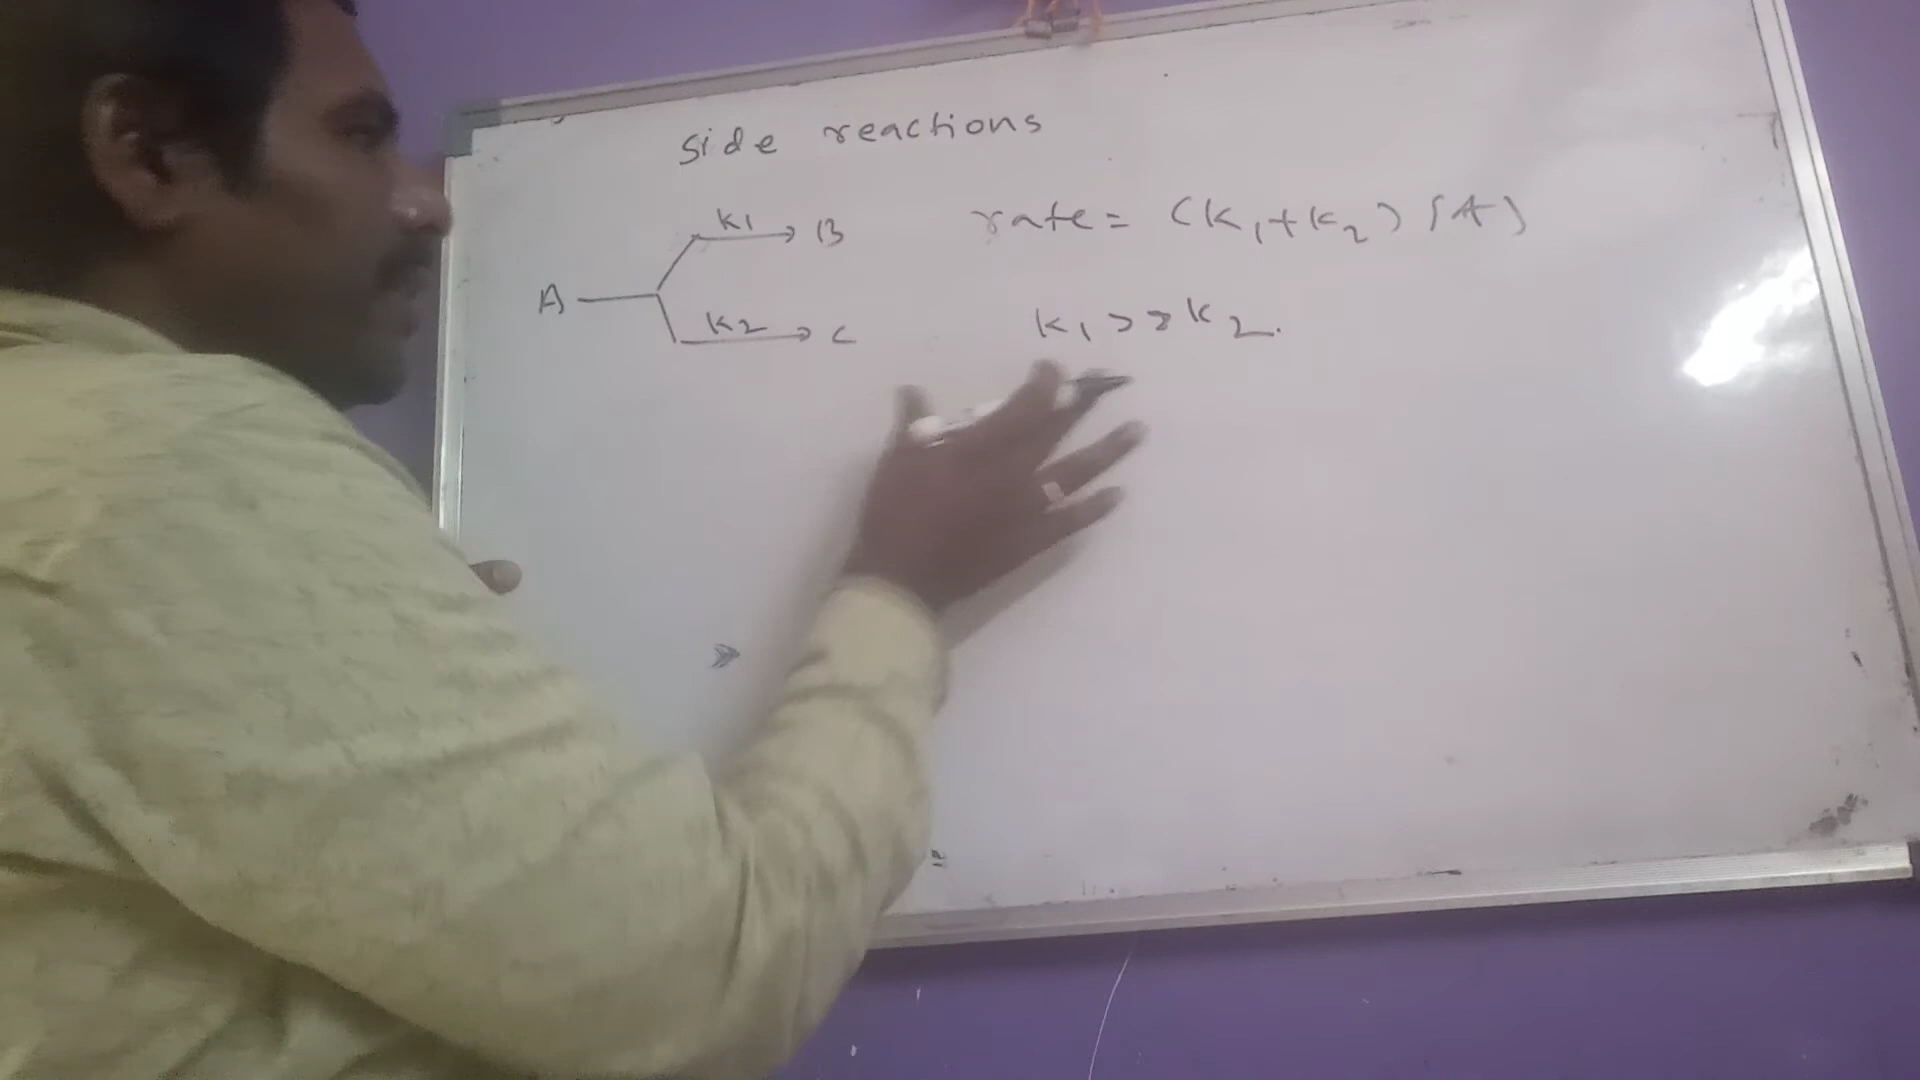 Side reactions
K1 → B
A
K2 → C
rate = (K1+K2) [A]
K1 >> K2.